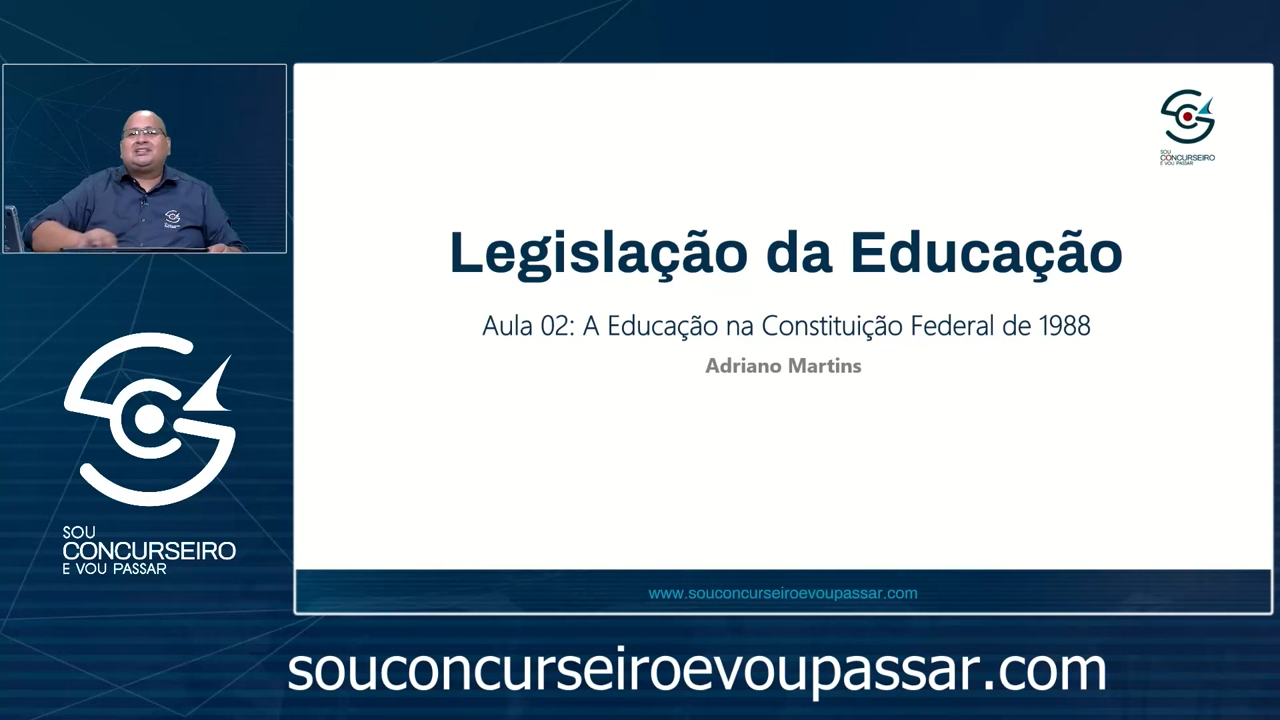 SOU
CONCURSEIRO
E VOU PASSAR
Legislação da Educação
Aula 02: A Educação na Constituição Federal de 1988
Adriano Martins
www.souconcurseiroevoupassar.com
SOU
CONCURSEIRO
E VOU PASSAR
souconcurseiroevoupassar.com